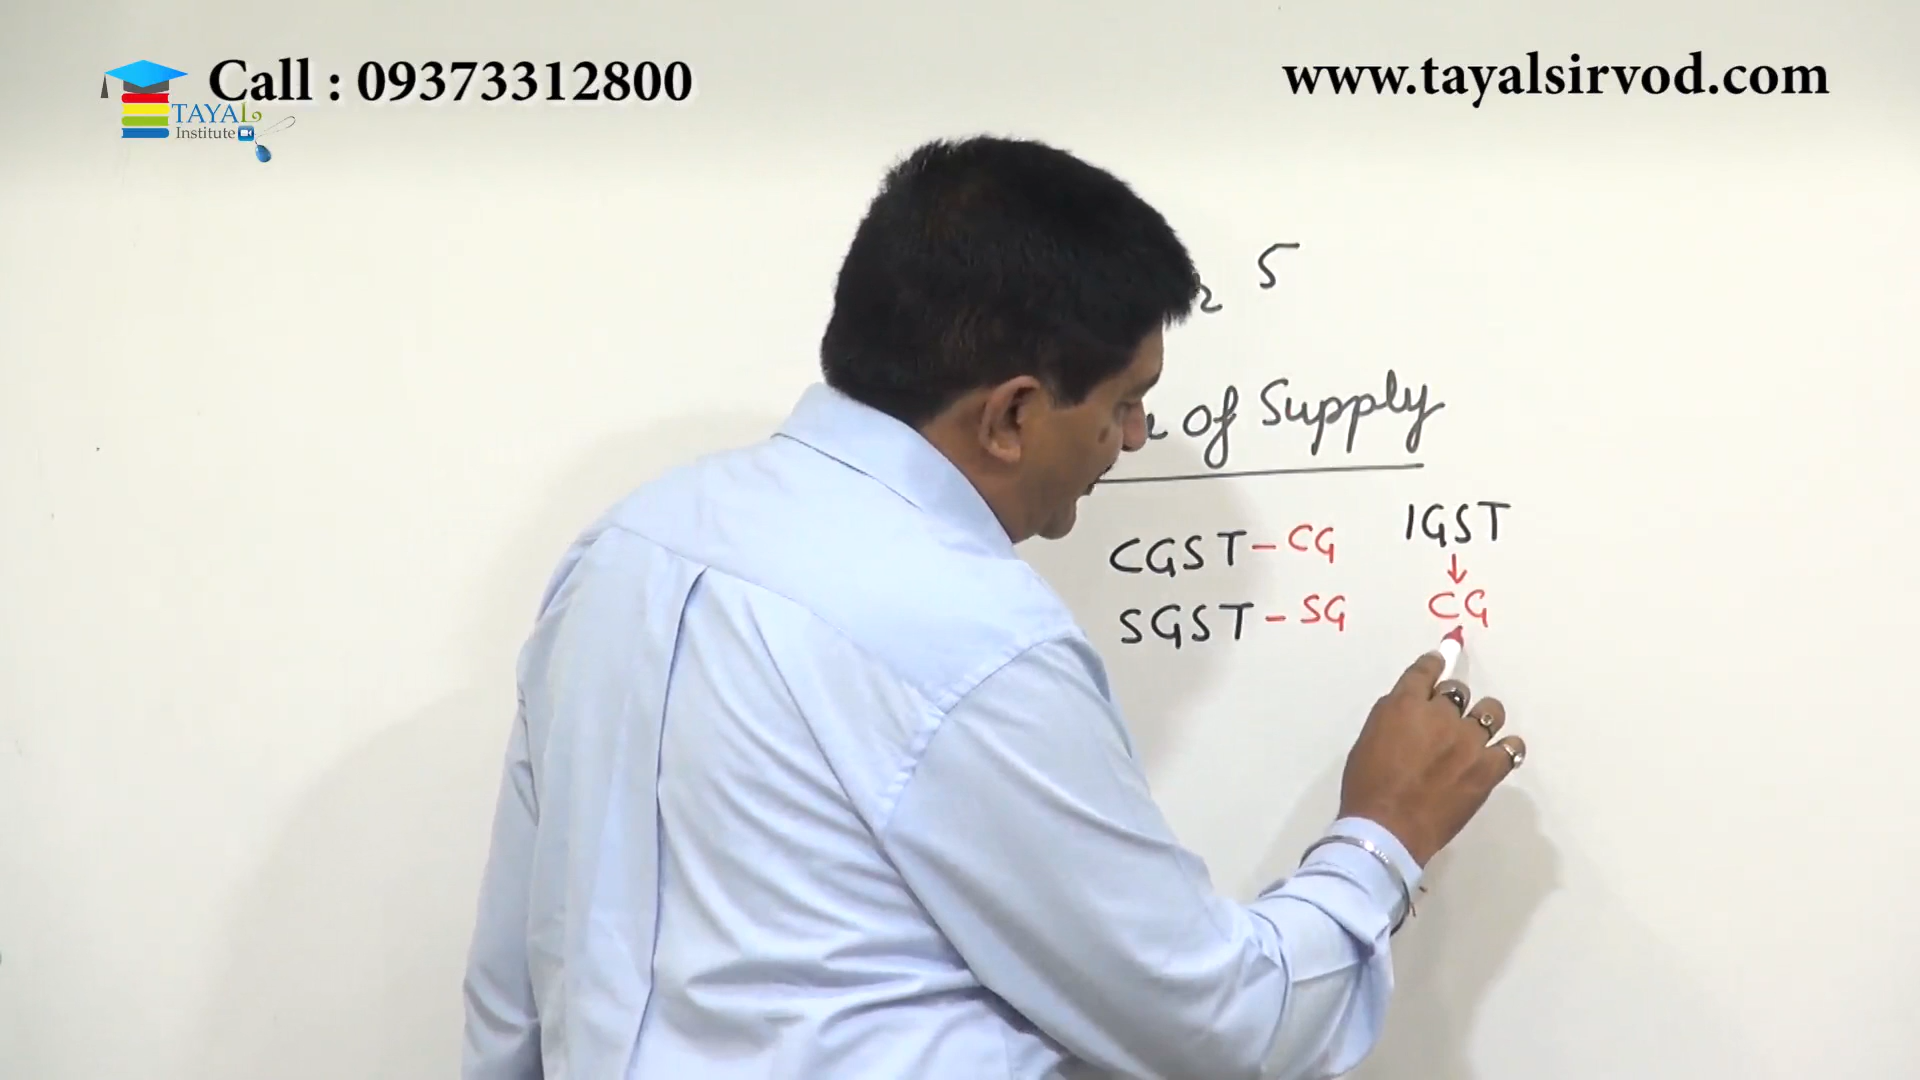 Call : 09373312800
www.tayalsirvod.com
TAYAL
Institute
5
Of Supply
CGST - CG
IGST
↓
SGST - SG
CG